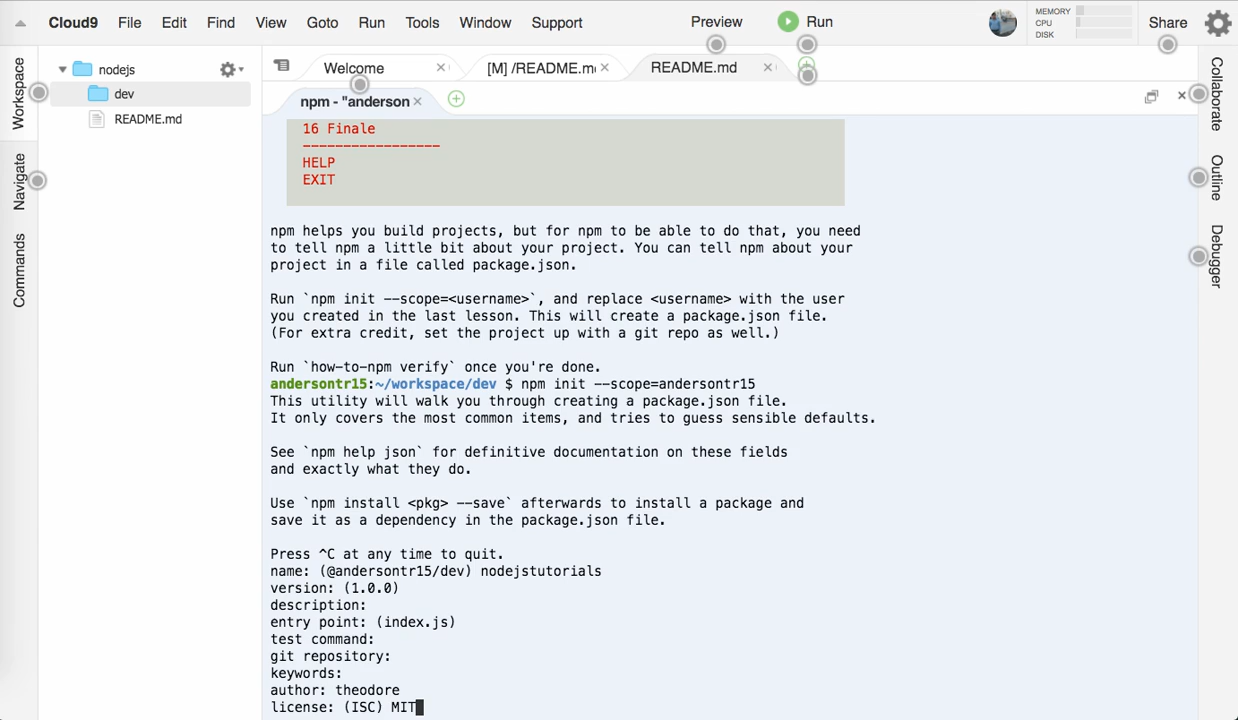 Cloud9 File Edit Find View Goto Run Tools Window Support Preview Run Share
MEMORY
CPU
DISK
Workspace
Navigate
Commands
nodejs
dev
README.md
Welcome [M] /README.m README.md
npm - "anderson
Collaborate
Outline
Debugger
16 Finale
-----------------
HELP
EXIT
npm helps you build projects, but for npm to be able to do that, you need
to tell npm a little bit about your project. You can tell npm about your
project in a file called package.json.
Run `npm init --scope=<username>`, and replace <username> with the user
you created in the last lesson. This will create a package.json file.
(For extra credit, set the project up with a git repo as well.)
Run `how-to-npm verify` once you're done.
andersontr15:~/workspace/dev $ npm init --scope=andersontr15
This utility will walk you through creating a package.json file.
It only covers the most common items, and tries to guess sensible defaults.
See `npm help json` for definitive documentation on these fields
and exactly what they do.
Use `npm install <pkg> --save` afterwards to install a package and
save it as a dependency in the package.json file.
Press ^C at any time to quit.
name: (@andersontr15/dev) nodejstutorials
version: (1.0.0)
description:
entry point: (index.js)
test command:
git repository:
keywords:
author: theodore
license: (ISC) MIT